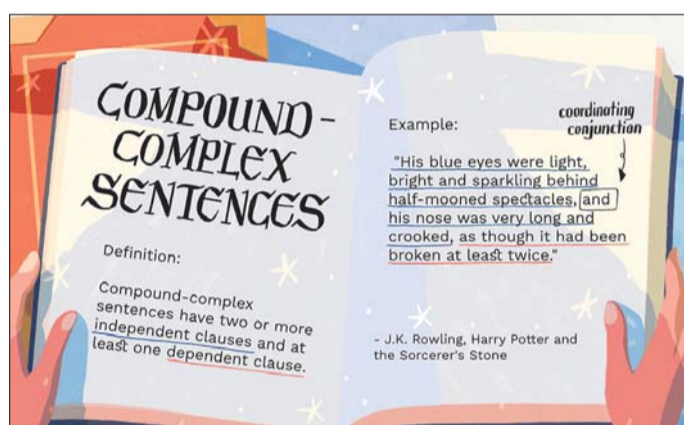 COMPOUND-
COMPLEX
SENTENCES
Definition:
Compound-complex
sentences have two or more
independent clauses and at
least one dependent clause.
Example:
coordinating
conjunction
"His blue eyes were light,
bright and sparkling behind
half-mooned spectacles, and
his nose was very long and
crooked, as though it had been
broken at least twice."
- J.K. Rowling, Harry Potter and
the Sorcerer's Stone